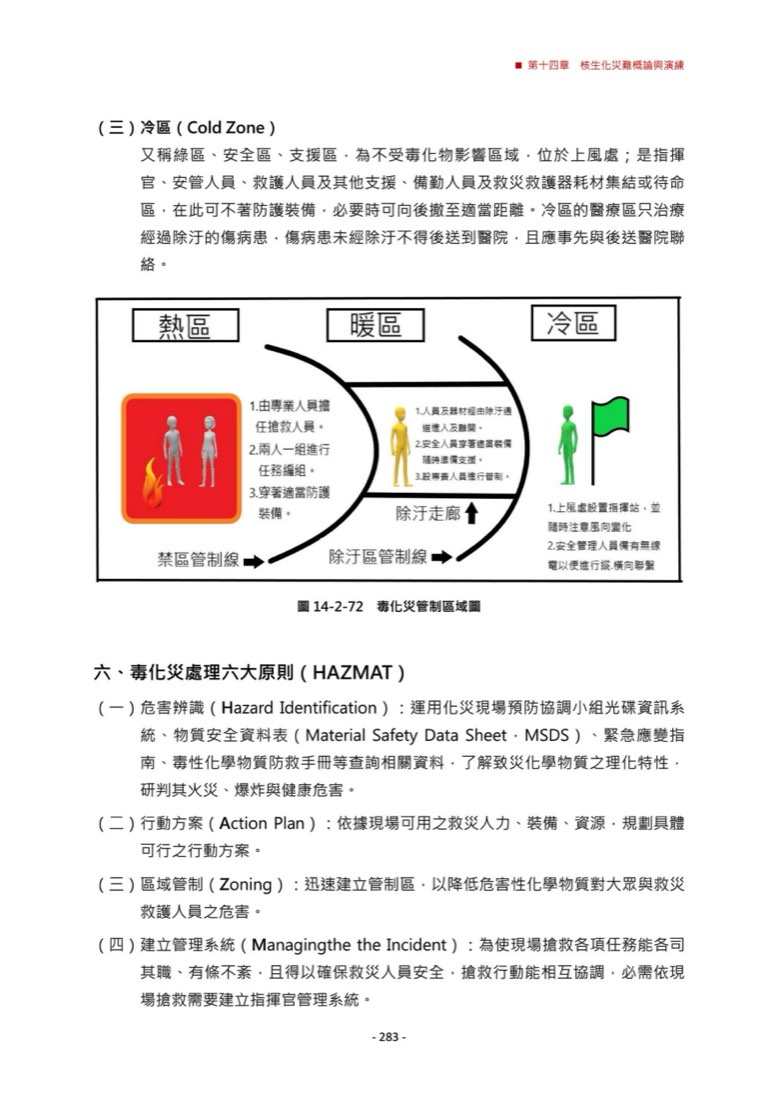 ■ 第十四章 核生化災難概論與演練
(三)冷區(Cold Zone)
又稱綠區、安全區、支援區,為不受毒化物影響區域,位於上風處;是指揮
官、安管人員、救護人員及其他支援、備勤人員及救災救護器耗材集結或待命
區,在此可不著防護裝備,必要時可向後撤至適當距離。冷區的醫療區只治療
經過除汙的傷病患,傷病患未經除汙不得後送到醫院,且應事先與後送醫院聯
絡。
熱區
暖區
冷區
1.由專業人員擔
任搶救人員。
2.兩人一組進行
任務編組。
3.穿著適當防護
裝備。
禁區管制線
1.人員及器材經由除汙通
道進入及離開。
2.安全人員穿著適當裝備
隨時準備支援。
3.設專責人員進行管制。
除汙走廊
除汙區管制線
1.上風處設置指揮站,並
隨時注意風向變化
2.安全管理人員備有無線
電以便進行縱.橫向聯繫
圖 14-2-72 毒化災管制區域圖
六、毒化災處理六大原則(HAZMAT)
(一)危害辨識(Hazard Identification):運用化災現場預防協調小組光碟資訊系
統、物質安全資料表(Material Safety Data Sheet,MSDS)、緊急應變指
南、毒性化學物質防救手冊等查詢相關資料,了解致災化學物質之理化特性,
研判其火災、爆炸與健康危害。
(二)行動方案(Action Plan):依據現場可用之救災人力、裝備、資源,規劃具體
可行之行動方案。
(三)區域管制(Zoning):迅速建立管制區,以降低危害性化學物質對大眾與救災
救護人員之危害。
(四)建立管理系統(Managingthe the Incident):為使現場搶救各項任務能各司
其職、有條不紊,且得以確保救災人員安全,搶救行動能相互協調,必需依現
場搶救需要建立指揮官管理系統。
- 283 -